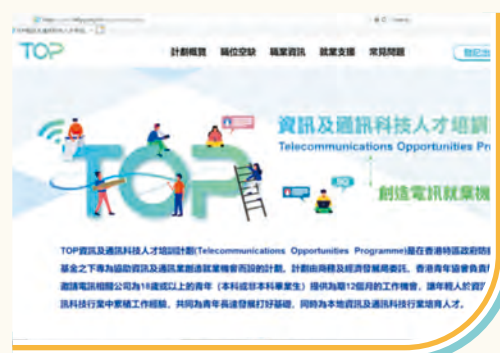 TOP
計劃概覽 職位空缺 職業資訊 就業支援 常見問題
資訊及通訊科技人才培訓
Telecommunications Opportunities Pr
TOP
5G
創造電訊就業機
TOP資訊及通訊科技人才培訓計劃(Telecommunications Opportunities Programme)是在香港特區政府防
基金之下專為協助資訊及通訊業創造就業機會而設的計劃。計劃由商務及經濟發展局委託，香港青年協會負責
邀請電訊相關公司為18歲或以上的青年（本科或非本科畢業生）提供為期12個月的工作機會，讓年輕人於資
訊科技行業中累積工作經驗，共同為青年長遠發展打好基礎，同時為本地資訊及通訊科技行業培育人才。